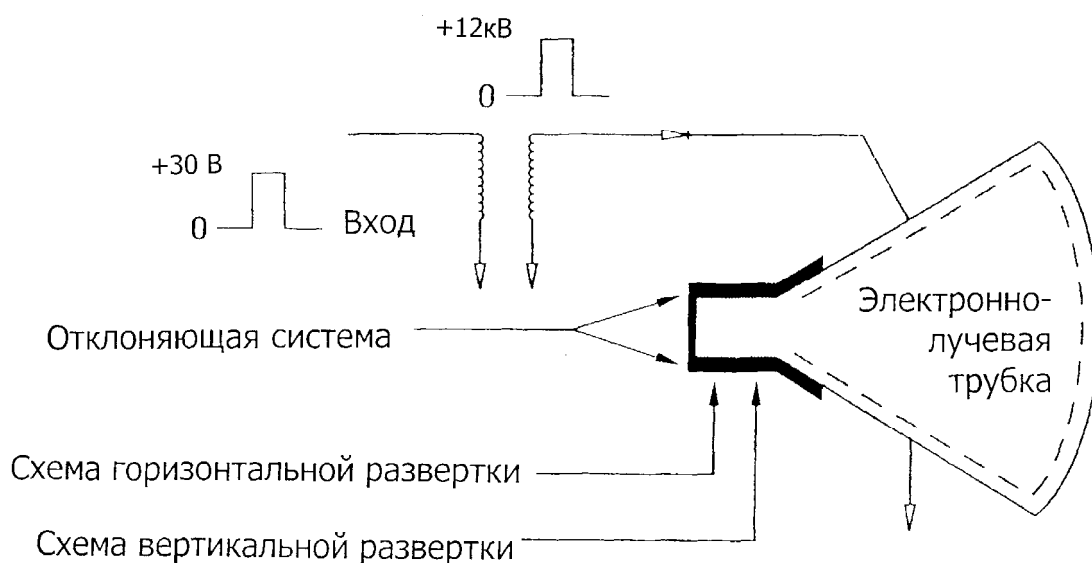 +12кВ
0
+30 В
0
Вход
Отклоняющая система
Электронно-
лучевая
трубка
Схема горизонтальной развертки
Схема вертикальной развертки